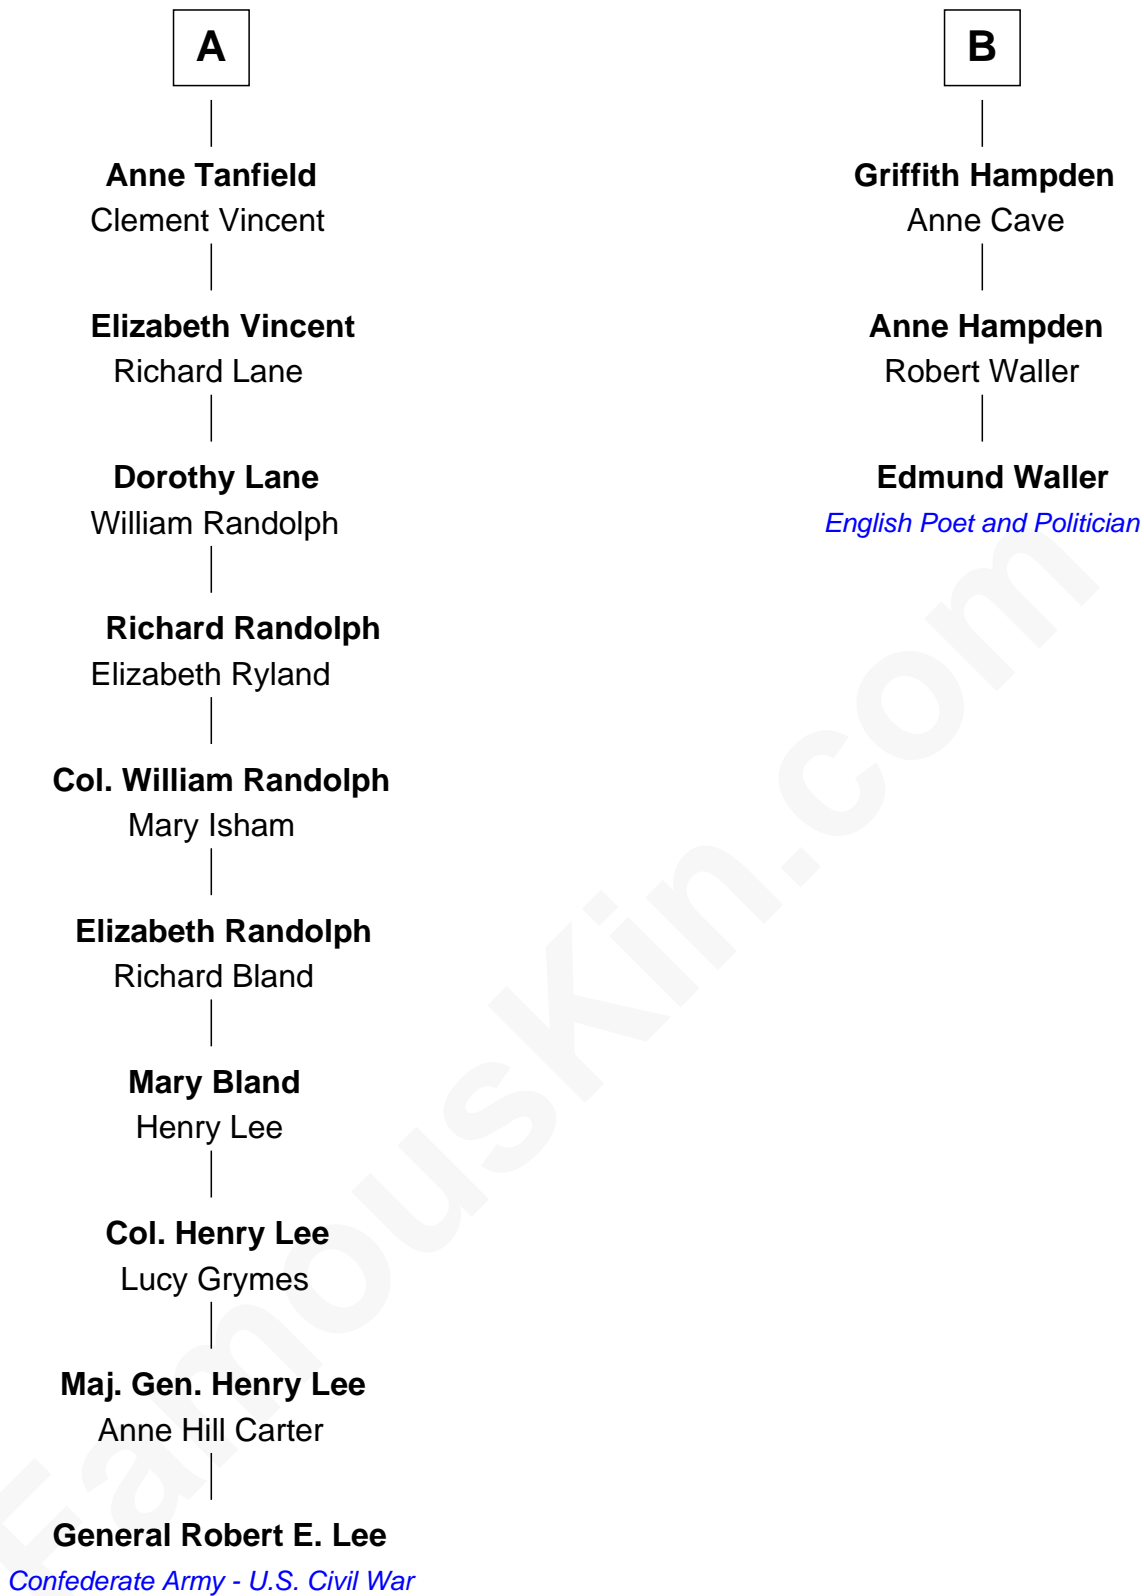 A
Anne Tanfield
Clement Vincent
Elizabeth Vincent
Richard Lane
Dorothy Lane
William Randolph
Richard Randolph
Elizabeth Ryland
Col. William Randolph
Mary Isham
Elizabeth Randolph
Richard Bland
Mary Bland
Henry Lee
Col. Henry Lee
Lucy Grymes
Maj. Gen. Henry Lee
Anne Hill Carter
General Robert E. Lee
Confederate Army - U.S. Civil War
B
Griffith Hampden
Anne Cave
Anne Hampden
Robert Waller
Edmund Waller
English Poet and Politician
FamousKin.com